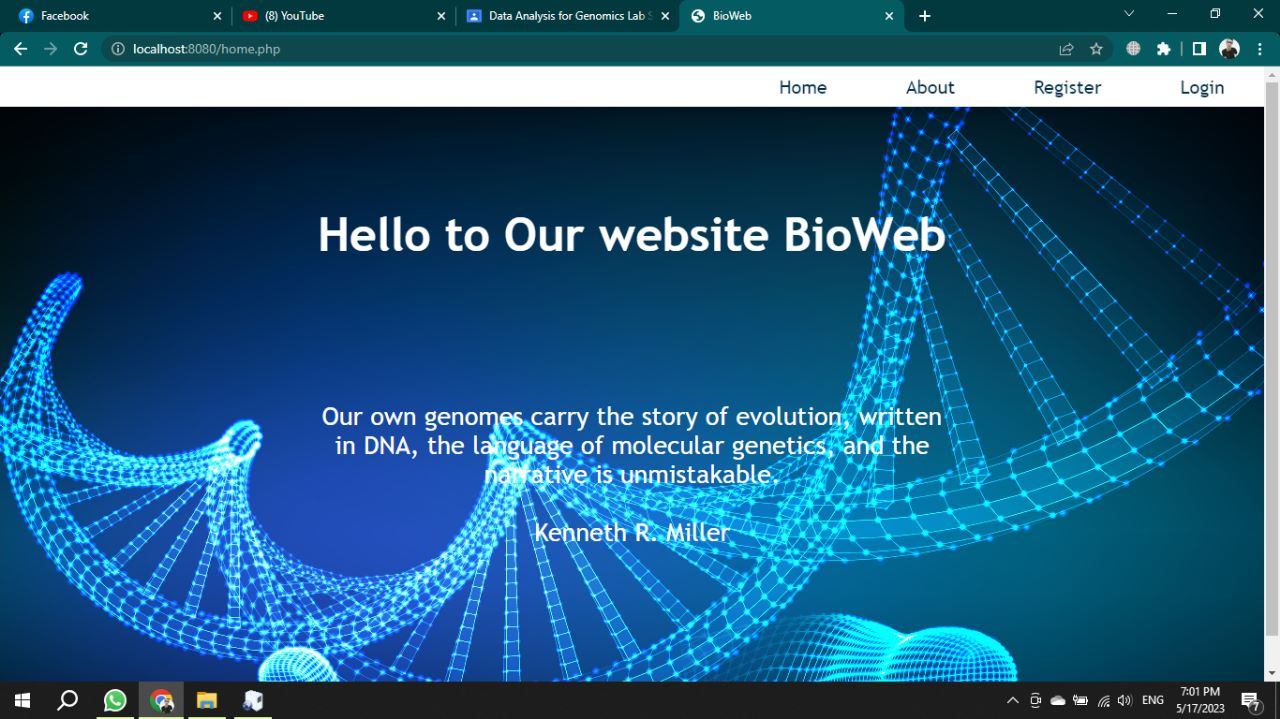 Facebook
(8) YouTube
Data Analysis for Genomics Lab
BioWeb
localhost:8080/home.php
Home About Register Login
Hello to Our website BioWeb
Our own genomes carry the story of evolution, written
in DNA, the language of molecular genetics, and the
narrative is unmistakable.
Kenneth R. Miller
ENG
7:01 PM
5/17/2023
7